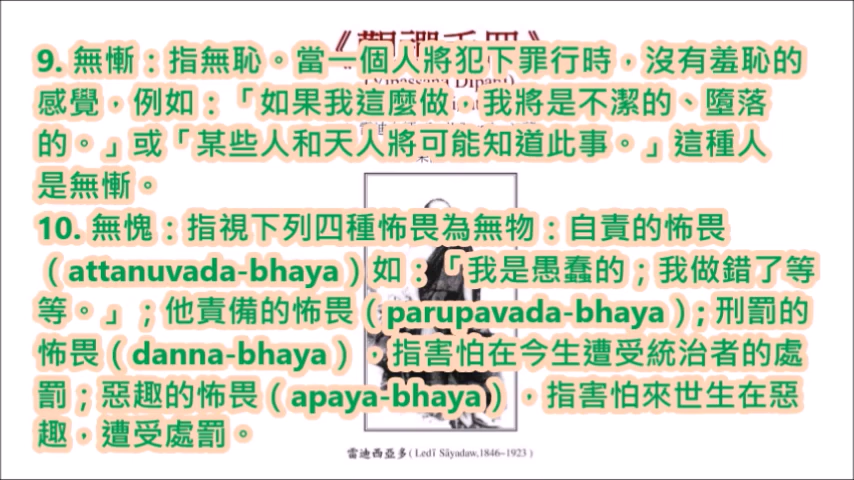 《觀禪手冊》
9. 無慚：指無恥。當一個人將犯下罪行時，沒有羞恥的
感覺，例如：「如果我這麼做，我將是不潔的、墮落
的。」或「某些人和天人將可能知道此事。」這種人
是無慚。
10. 無愧：指視下列四種怖畏為無物：自責的怖畏
（attanuvada-bhaya）如：「我是愚蠢的；我做錯了等
等。」；他責備的怖畏（parupavada-bhaya）；刑罰的
怖畏（danna-bhaya），指害怕在今生遭受統治者的處
罰；惡趣的怖畏（apaya-bhaya），指害怕來世生在惡
趣，遭受處罰。
雷迪西亞多( Ledī Sāyadaw,1846–1923 )